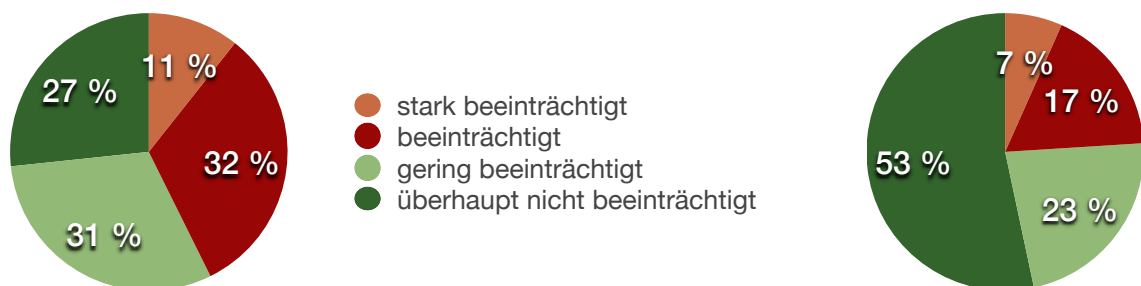 11 %
32 %
31 %
27 %
stark beeinträchtigt
beeinträchtigt
gering beeinträchtigt
überhaupt nicht beeinträchtigt
7 %
17 %
23 %
53 %